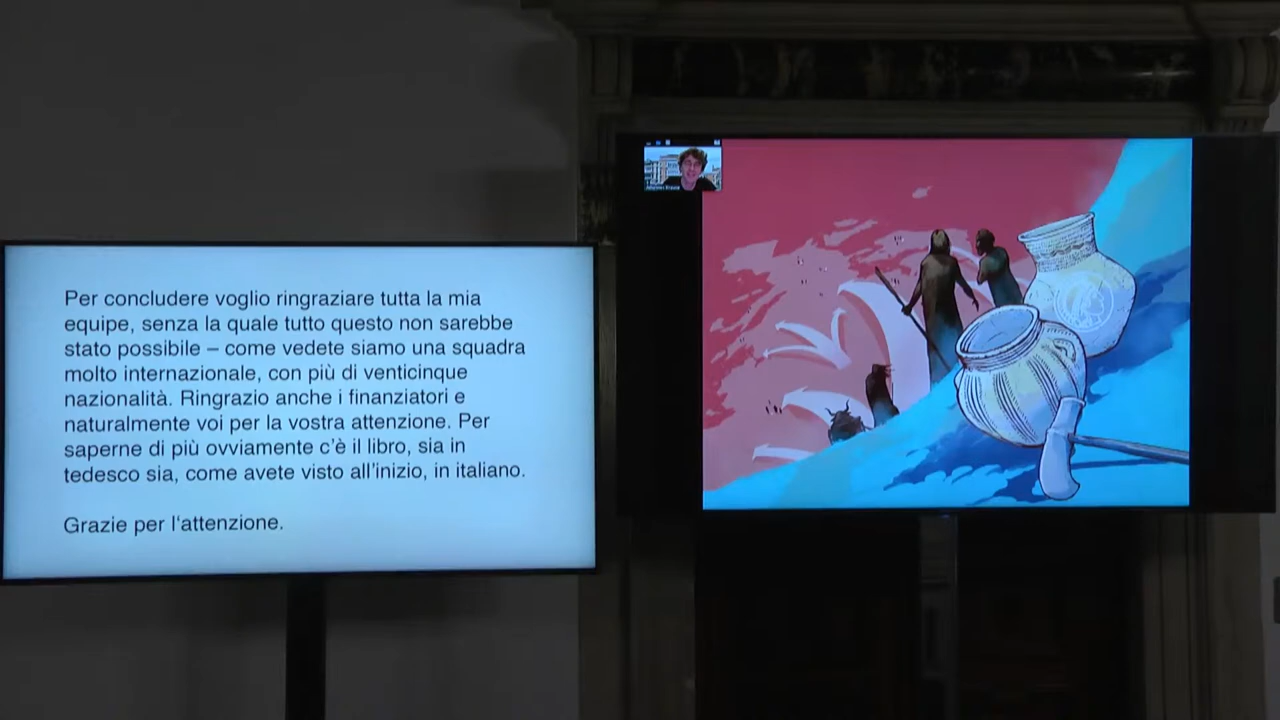 Per concludere voglio ringraziare tutta la mia
equipe, senza la quale tutto questo non sarebbe
stato possibile – come vedete siamo una squadra
molto internazionale, con più di venticinque
nazionalità. Ringrazio anche i finanziatori e
naturalmente voi per la vostra attenzione. Per
saperne di più ovviamente c'è il libro, sia in
tedesco sia, come avete visto all'inizio, in italiano.
Grazie per l'attenzione.